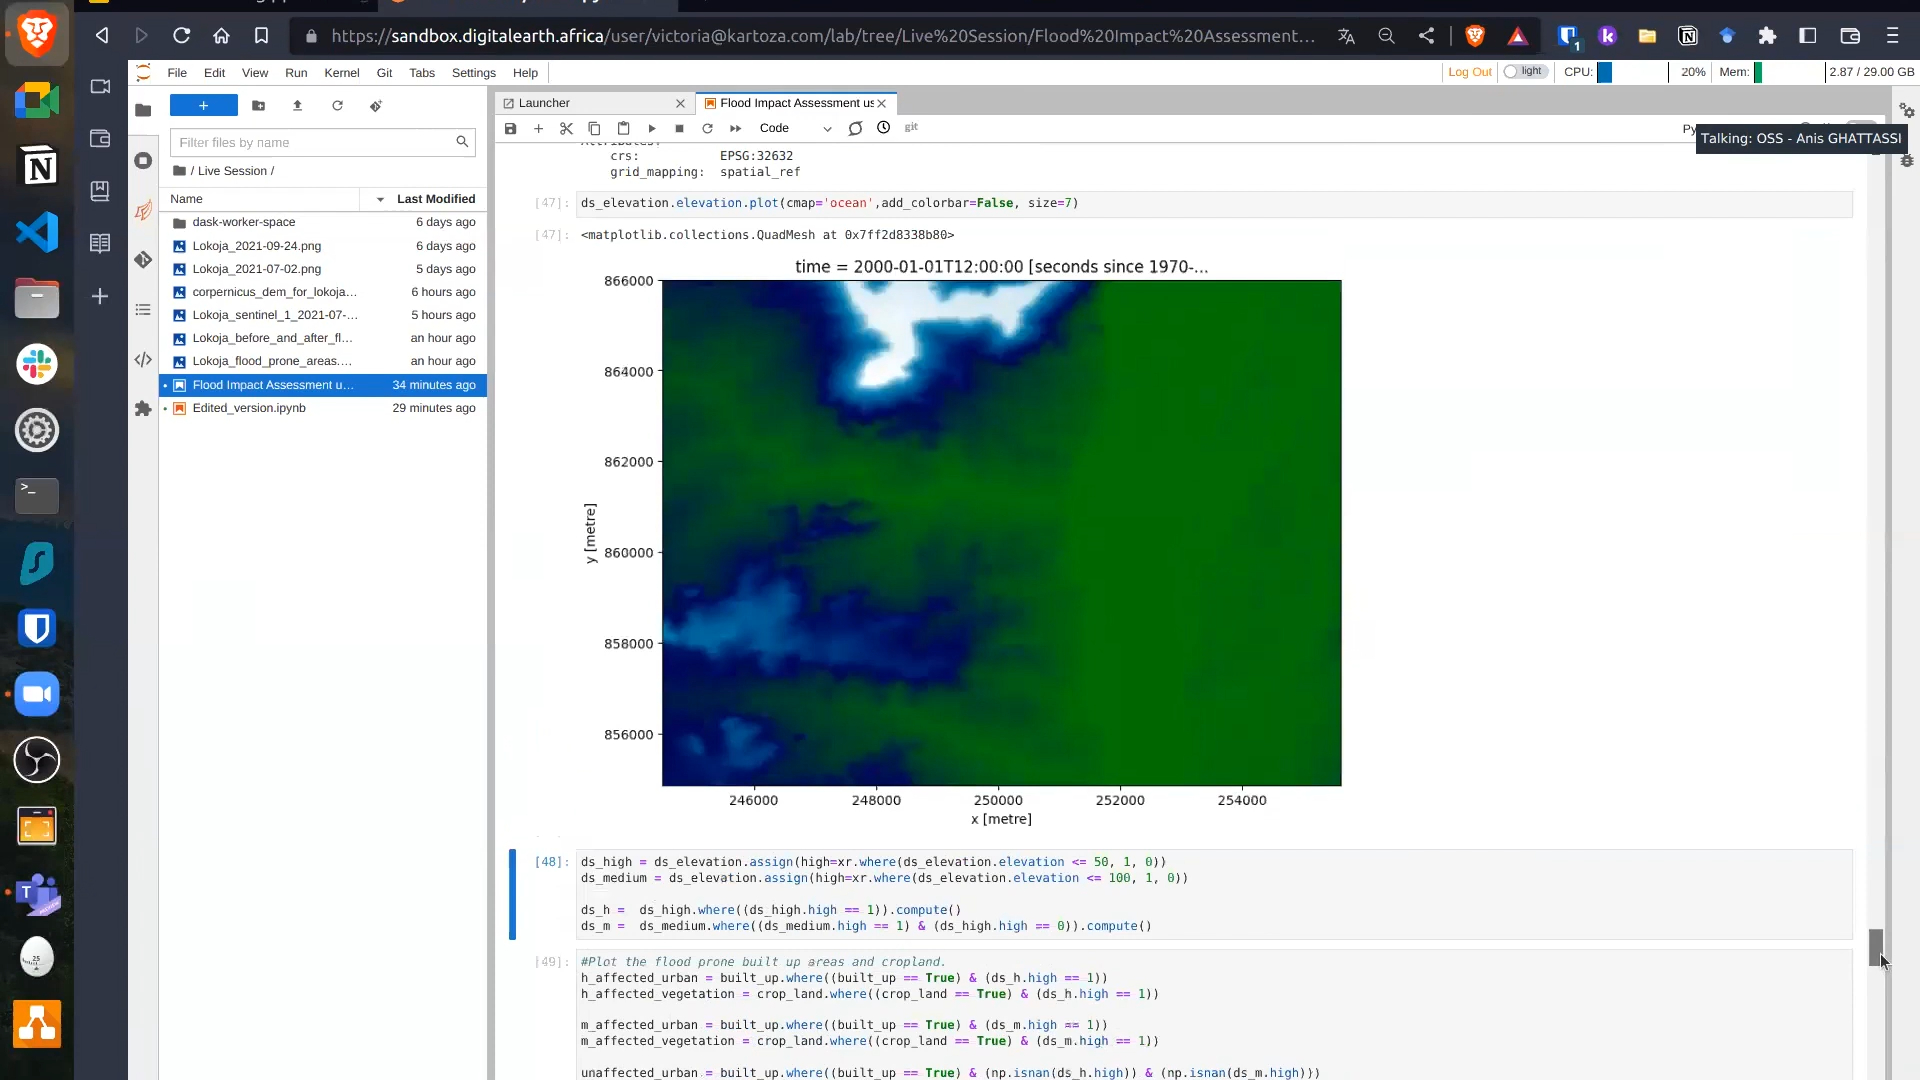 https://sandbox.digitalearth.africa/user/victoria@kartoza.com/lab/tree/Live%20Session/Flood%20Impact%20Assessment...
1
File Edit View Run Kernel Git Tabs Settings Help
Log Out light CPU: 20% Mem: 2.87 / 29.00 GB
Launcher
Flood Impact Assessment us
Code
git
Py
Talking: OSS - Anis GHATTASSI
Filter files by name
/ Live Session /
Name Last Modified
dask-worker-space 6 days ago
Lokoja_2021-09-24.png 6 days ago
Lokoja_2021-07-02.png 5 days ago
corpernicus_dem_for_lokoja... 6 hours ago
Lokoja_sentinel_1_2021-07-... 5 hours ago
Lokoja_before_and_after_fl... an hour ago
Lokoja_flood_prone_areas.... an hour ago
Flood Impact Assessment u... 34 minutes ago
Edited_version.ipynb 29 minutes ago
crs: EPSG:32632
grid_mapping: spatial_ref
[47]: ds_elevation.elevation.plot(cmap='ocean',add_colorbar=False, size=7)
[47]: <matplotlib.collections.QuadMesh at 0x7ff2d8338b80>
time = 2000-01-01T12:00:00 [seconds since 1970-...
866000
864000
862000
860000
858000
856000
y [metre]
246000 248000 250000 252000 254000
x [metre]
[48]: ds_high = ds_elevation.assign(high=xr.where(ds_elevation.elevation <= 50, 1, 0))
ds_medium = ds_elevation.assign(high=xr.where(ds_elevation.elevation <= 100, 1, 0))
ds_h = ds_high.where((ds_high.high == 1)).compute()
ds_m = ds_medium.where((ds_medium.high == 1) & (ds_high.high == 0)).compute()
[49]: #Plot the flood prone built up areas and cropland.
h_affected_urban = built_up.where((built_up == True) & (ds_h.high == 1))
h_affected_vegetation = crop_land.where((crop_land == True) & (ds_h.high == 1))
m_affected_urban = built_up.where((built_up == True) & (ds_m.high == 1))
m_affected_vegetation = crop_land.where((crop_land == True) & (ds_m.high == 1))
unaffected_urban = built_up.where((built_up == True) & (np.isnan(ds_h.high)) & (np.isnan(ds_m.high)))